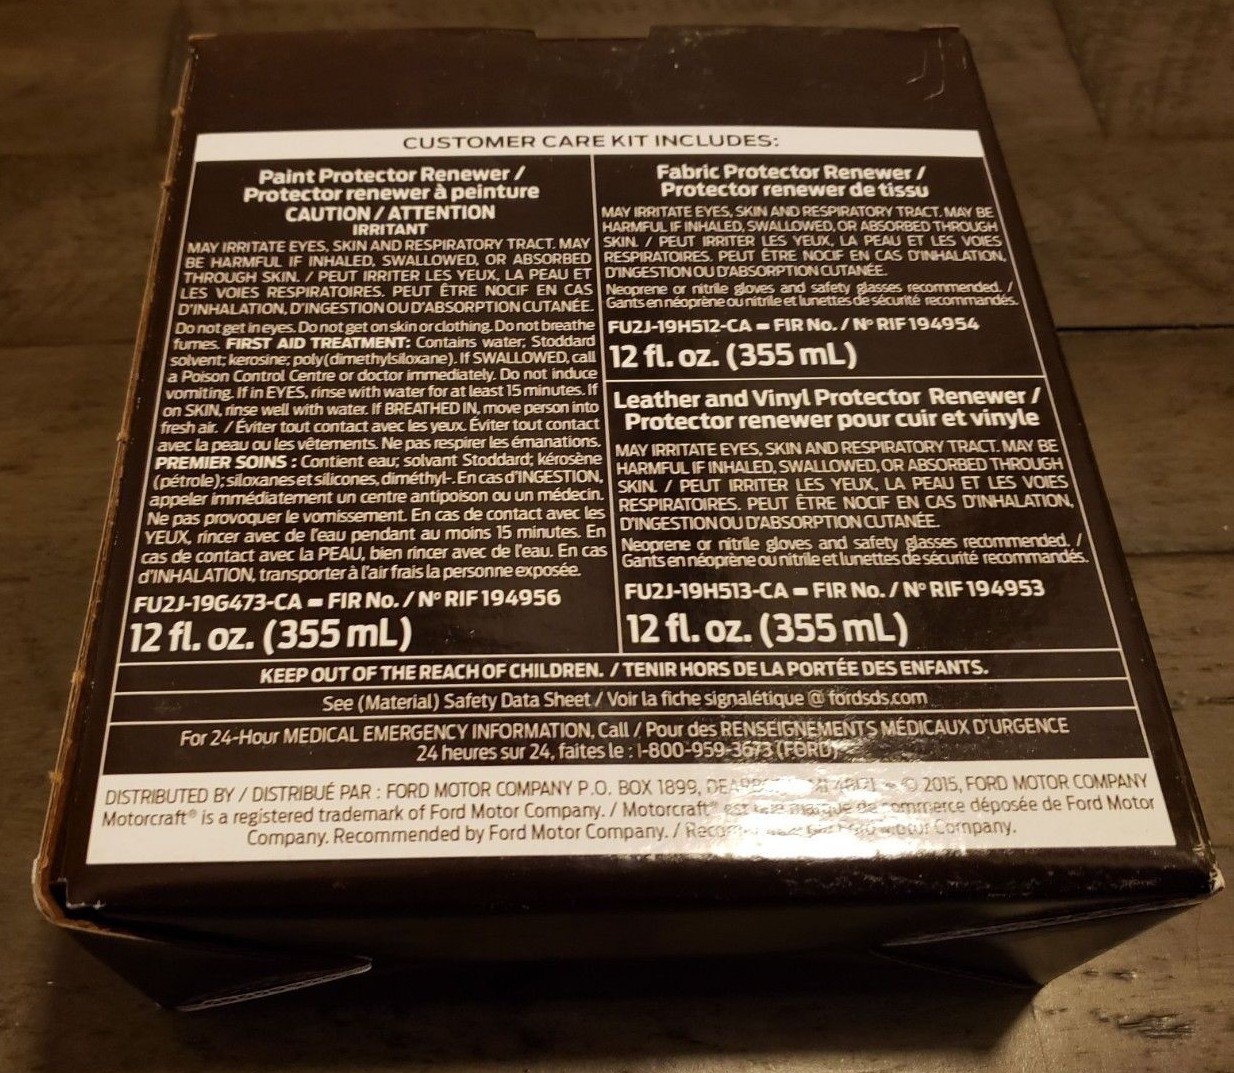 CUSTOMER CARE KIT INCLUDES:
Paint Protector Renewer /
Protector renewer à peinture
CAUTION / ATTENTION
IRRITANT
MAY IRRITATE EYES, SKIN AND RESPIRATORY TRACT. MAY
BE HARMFUL IF INHALED, SWALLOWED, OR ABSORBED
THROUGH SKIN. / PEUT IRRITER LES YEUX, LA PEAU ET
LES VOIES RESPIRATOIRES. PEUT ÊTRE NOCIF EN CAS
D'INHALATION, D'INGESTION OU D'ABSORPTION CUTANÉE.
Do not get in eyes. Do not get on skin or clothing. Do not breathe
fumes. FIRST AID TREATMENT: Contains water; Stoddard
solvent; kerosine; poly(dimethylsiloxane). If SWALLOWED, call
a Poison Control Centre or doctor immediately. Do not induce
vomiting. If in EYES, rinse with water for at least 15 minutes. If
on SKIN, rinse well with water. If BREATHED IN, move person into
fresh air. / Éviter tout contact avec les yeux. Éviter tout contact
avec la peau ou les vêtements. Ne pas respirer les émanations.
PREMIER SOINS : Contient eau; solvant Stoddard; kérosène
(pétrole); siloxanes et silicones, diméthyl-. En cas d'INGESTION,
appeler immédiatement un centre antipoison ou un médecin.
Ne pas provoquer le vomissement. En cas de contact avec les
YEUX, rincer avec de l'eau pendant au moins 15 minutes. En
cas de contact avec la PEAU, bien rincer avec de l'eau. En cas
d'INHALATION, transporter à l'air frais la personne exposée.
FU2J-19G473-CA = FIR No. / N° RIF 194956
12 fl. oz. (355 mL)
Fabric Protector Renewer /
Protector renewer de tissu
MAY IRRITATE EYES, SKIN AND RESPIRATORY TRACT. MAY BE
HARMFUL IF INHALED, SWALLOWED, OR ABSORBED THROUGH
SKIN. / PEUT IRRITER LES YEUX, LA PEAU ET LES VOIES
RESPIRATOIRES. PEUT ÊTRE NOCIF EN CAS D'INHALATION,
D'INGESTION OU D'ABSORPTION CUTANÉE.
Neoprene or nitrile gloves and safety glasses recommended. /
Gants en néoprène ou nitrile et lunettes de sécurité recommandés.
FU2J-19H512-CA = FIR No. / N° RIF 194954
12 fl. oz. (355 mL)
Leather and Vinyl Protector Renewer /
Protector renewer pour cuir et vinyle
MAY IRRITATE EYES, SKIN AND RESPIRATORY TRACT. MAY BE
HARMFUL IF INHALED, SWALLOWED, OR ABSORBED THROUGH
SKIN. / PEUT IRRITER LES YEUX, LA PEAU ET LES VOIES
RESPIRATOIRES. PEUT ÊTRE NOCIF EN CAS D'INHALATION,
D'INGESTION OU D'ABSORPTION CUTANÉE.
Neoprene or nitrile gloves and safety glasses recommended. /
Gants en néoprène ou nitrile et lunettes de sécurité recommandés.
FU2J-19H513-CA = FIR No. / N° RIF 194953
12 fl. oz. (355 mL)
KEEP OUT OF THE REACH OF CHILDREN. / TENIR HORS DE LA PORTÉE DES ENFANTS.
See (Material) Safety Data Sheet / Voir la fiche signalétique @ fordsds.com
For 24-Hour MEDICAL EMERGENCY INFORMATION, Call / Pour des RENSEIGNEMENTS MÉDICAUX D'URGENCE
24 heures sur 24, faites le : 1-800-959-3673 (FORD)
DISTRIBUTED BY / DISTRIBUÉ PAR : FORD MOTOR COMPANY P.O. BOX 1899, © 2015, FORD MOTOR COMPANY
Motorcraft® is a registered trademark of Ford Motor Company. / Motorcraft® est une marque de commerce déposée de Ford Motor
Company. Recommended by Ford Motor Company. / Company.